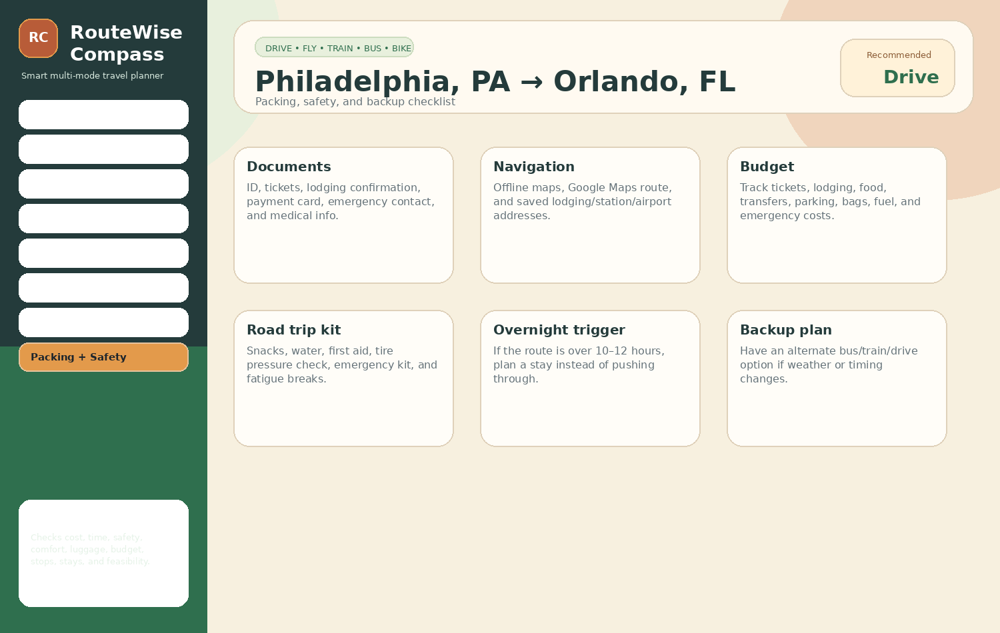 RC
RouteWise
Compass
Smart multi-mode travel planner
Packing + Safety
Checks cost, time, safety,
comfort, luggage, budget,
stops, stays, and feasibility.
DRIVE • FLY • TRAIN • BUS • BIKE
Philadelphia, PA → Orlando, FL
Packing, safety, and backup checklist
Recommended
Drive
Documents
ID, tickets, lodging confirmation,
payment card, emergency contact,
and medical info.
Navigation
Offline maps, Google Maps route,
and saved lodging/station/airport
addresses.
Budget
Track tickets, lodging, food,
transfers, parking, bags, fuel, and
emergency costs.
Road trip kit
Snacks, water, first aid, tire
pressure check, emergency kit, and
fatigue breaks.
Overnight trigger
If the route is over 10–12 hours,
plan a stay instead of pushing
through.
Backup plan
Have an alternate bus/train/drive
option if weather or timing
changes.